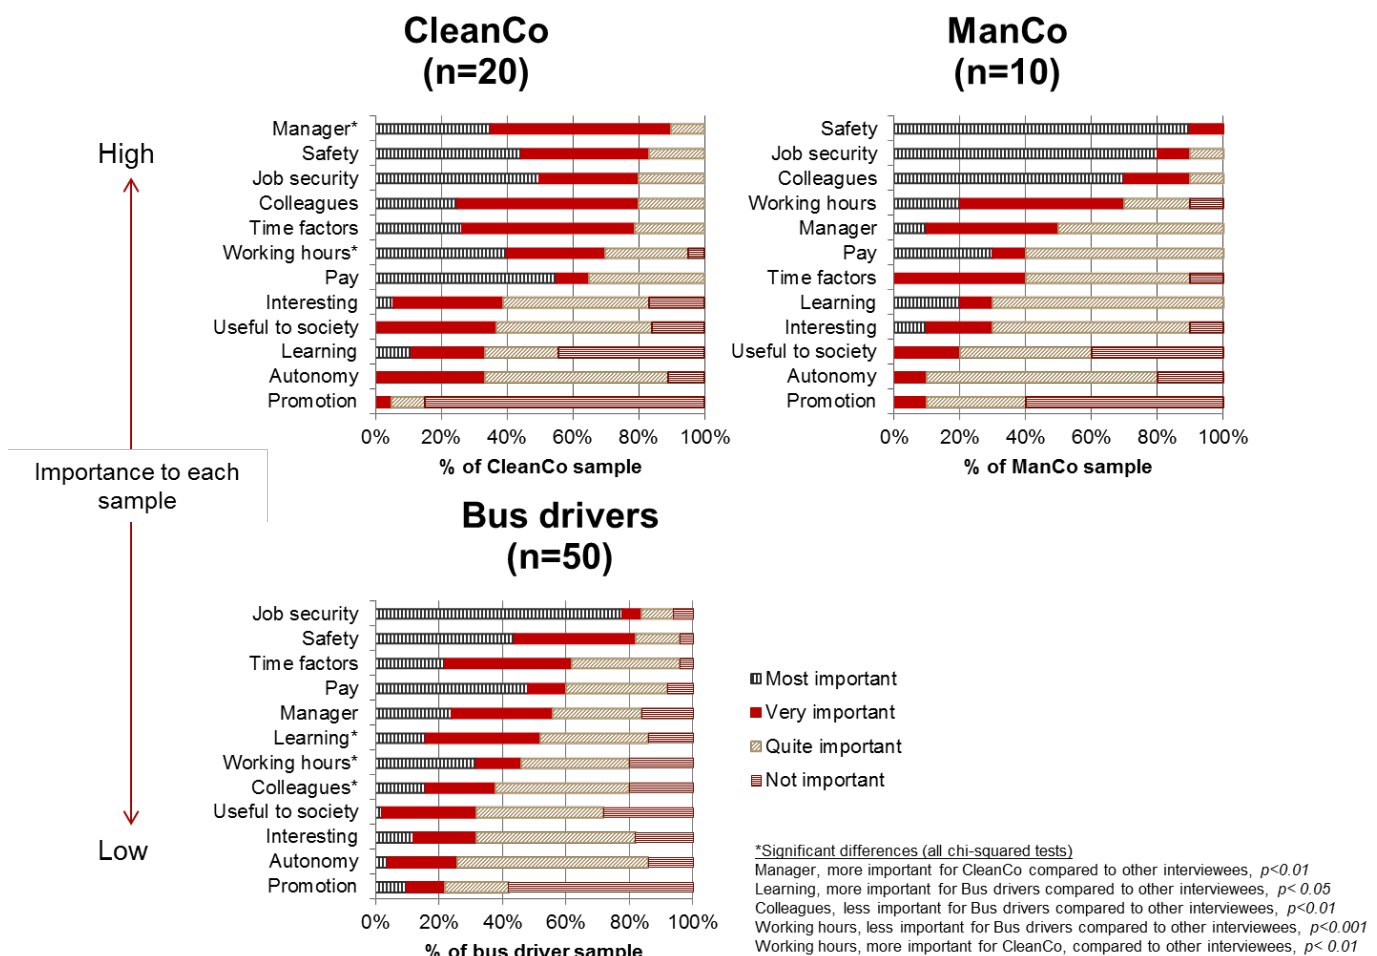 CleanCo
(n=20)
ManCo
(n=10)
High
Importance to each
sample
Low
Manager*
Safety
Job security
Colleagues
Time factors
Working hours*
Pay
Interesting
Useful to society
Learning
Autonomy
Promotion
0% 20% 40% 60% 80% 100%
% of CleanCo sample
Safety
Job security
Colleagues
Working hours
Manager
Pay
Time factors
Learning
Interesting
Useful to society
Autonomy
Promotion
0% 20% 40% 60% 80% 100%
% of ManCo sample
Bus drivers
(n=50)
Job security
Safety
Time factors
Pay
Manager
Learning*
Working hours*
Colleagues*
Useful to society
Interesting
Autonomy
Promotion
0% 20% 40% 60% 80% 100%
% of bus driver sample
Most important
Very important
Quite important
Not important
*Significant differences (all chi-squared tests)
Manager, more important for CleanCo compared to other interviewees, p<0.01
Learning, more important for Bus drivers compared to other interviewees, p< 0.05
Colleagues, less important for Bus drivers compared to other interviewees, p<0.01
Working hours, less important for Bus drivers compared to other interviewees, p<0.001
Working hours, more important for CleanCo, compared to other interviewees, p< 0.01